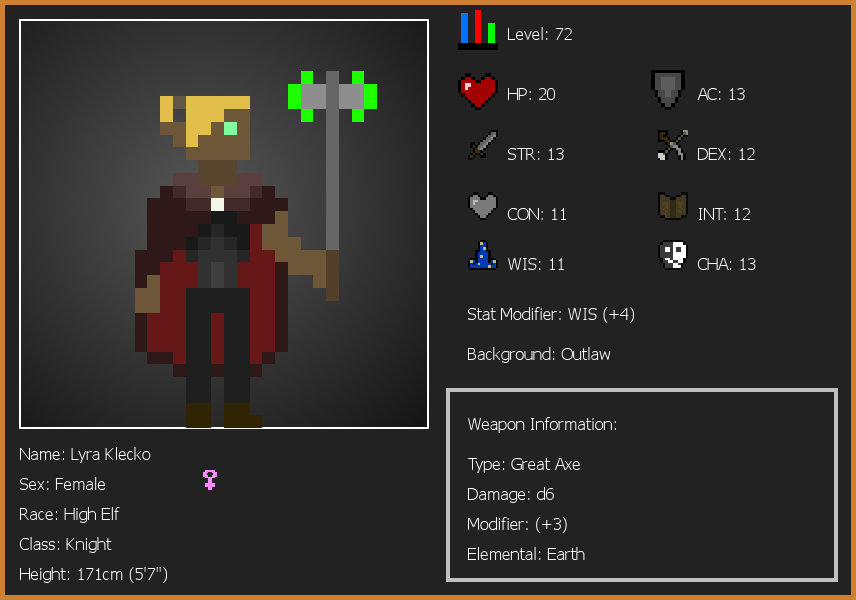 Level: 72
HP: 20
AC: 13
STR: 13
DEX: 12
CON: 11
INT: 12
WIS: 11
CHA: 13
Stat Modifier: WIS (+4)
Background: Outlaw
Weapon Information:
Type: Great Axe
Damage: d6
Modifier: (+3)
Elemental: Earth
Name: Lyra Klecko
Sex: Female
Race: High Elf
Class: Knight
Height: 171cm (5'7")